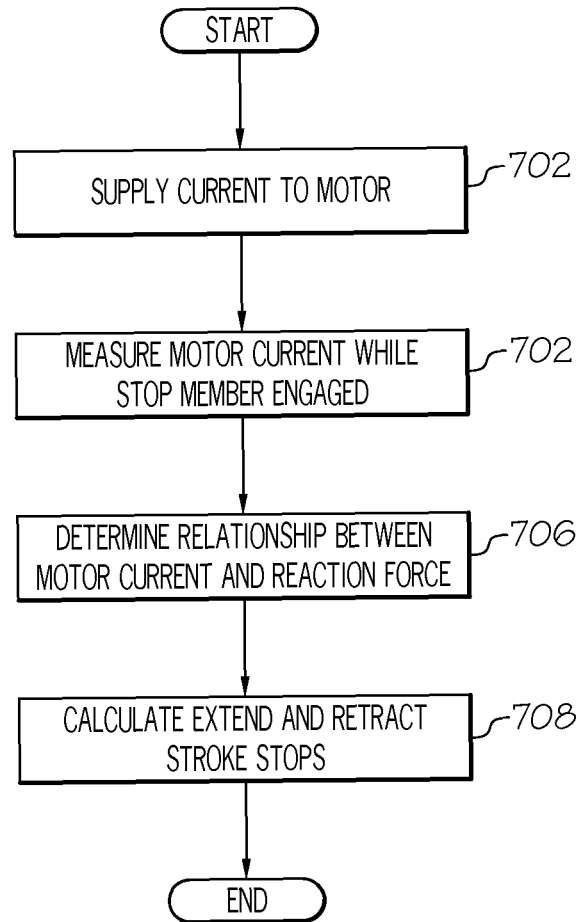 START
SUPPLY CURRENT TO MOTOR
702
MEASURE MOTOR CURRENT WHILE
STOP MEMBER ENGAGED
702
DETERMINE RELATIONSHIP BETWEEN
MOTOR CURRENT AND REACTION FORCE
706
CALCULATE EXTEND AND RETRACT
STROKE STOPS
708
END